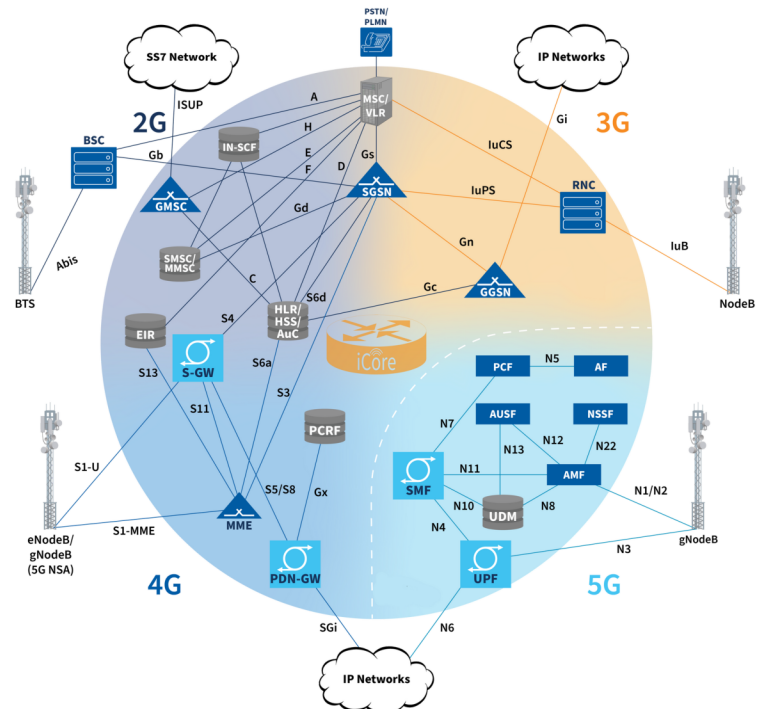 PSTN/
PLMN
SS7 Network
IP Networks
ISUP
A
MSC/
VLR
2G
3G
H
Gi
BSC
IN-SCF
E
IuCS
Gb
F
D
Gs
RNC
GMSC
SGSN
IuPS
Gd
SMSC/
MMSC
Gn
IuB
Abis
C
GGSN
BTS
NodeB
S6d
Gc
HLR/
HSS/
AuC
S4
EIR
iCore
S-GW
S6a
S13
S3
PCF
N5
AF
S11
AUSF
NSSF
N7
PCRF
N12
N13
N22
S1-U
N11
AMF
SMF
N1/N2
S5/S8
Gx
N10
N8
UDM
MME
S1-MME
N4
eNodeB/
gNodeB
(5G NSA)
gNodeB
N3
4G
PDN-GW
UPF
5G
SGi
N6
IP Networks